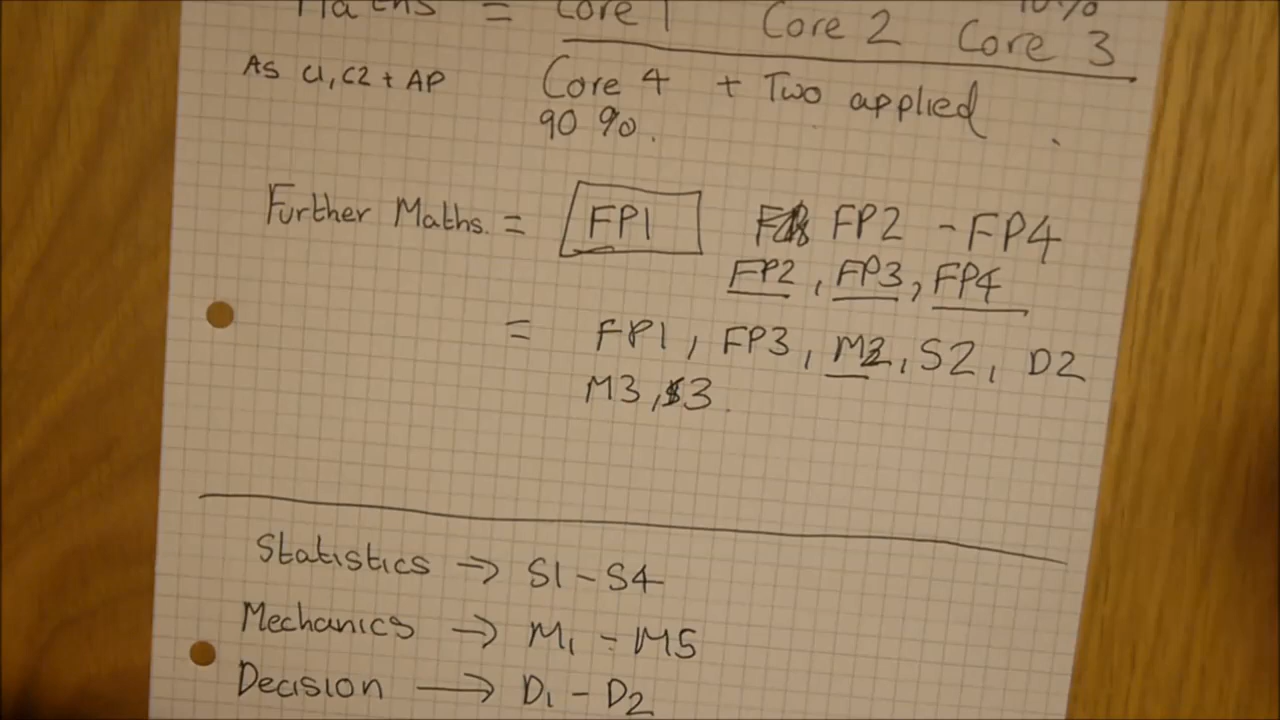 Maths = Core 1 Core 2 Core 3
10%
As C1, C2 + AP Core 4 + Two applied
90 %.
Further Maths. = FP1 FP2 - FP4
FP2, FP3, FP4
= FP1, FP3, M2, S2, D2
M3, S3.
Statistics → S1 - S4
Mechanics → M1 - M5
Decision → D1 - D2